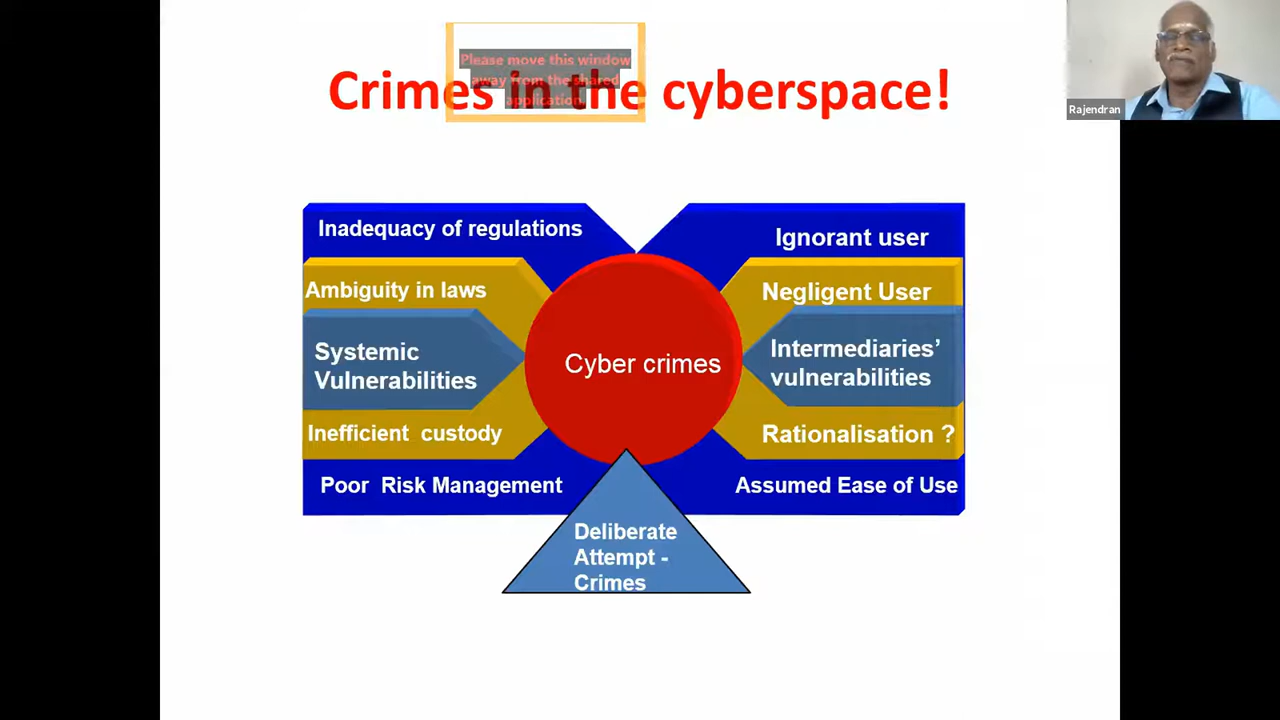 Please move this window
away from the shared
application.
Crimes in the cyberspace!
Rajendran
Inadequacy of regulations
Ambiguity in laws
Systemic
Vulnerabilities
Inefficient custody
Poor Risk Management
Cyber crimes
Ignorant user
Negligent User
Intermediaries’
vulnerabilities
Rationalisation ?
Assumed Ease of Use
Deliberate
Attempt -
Crimes